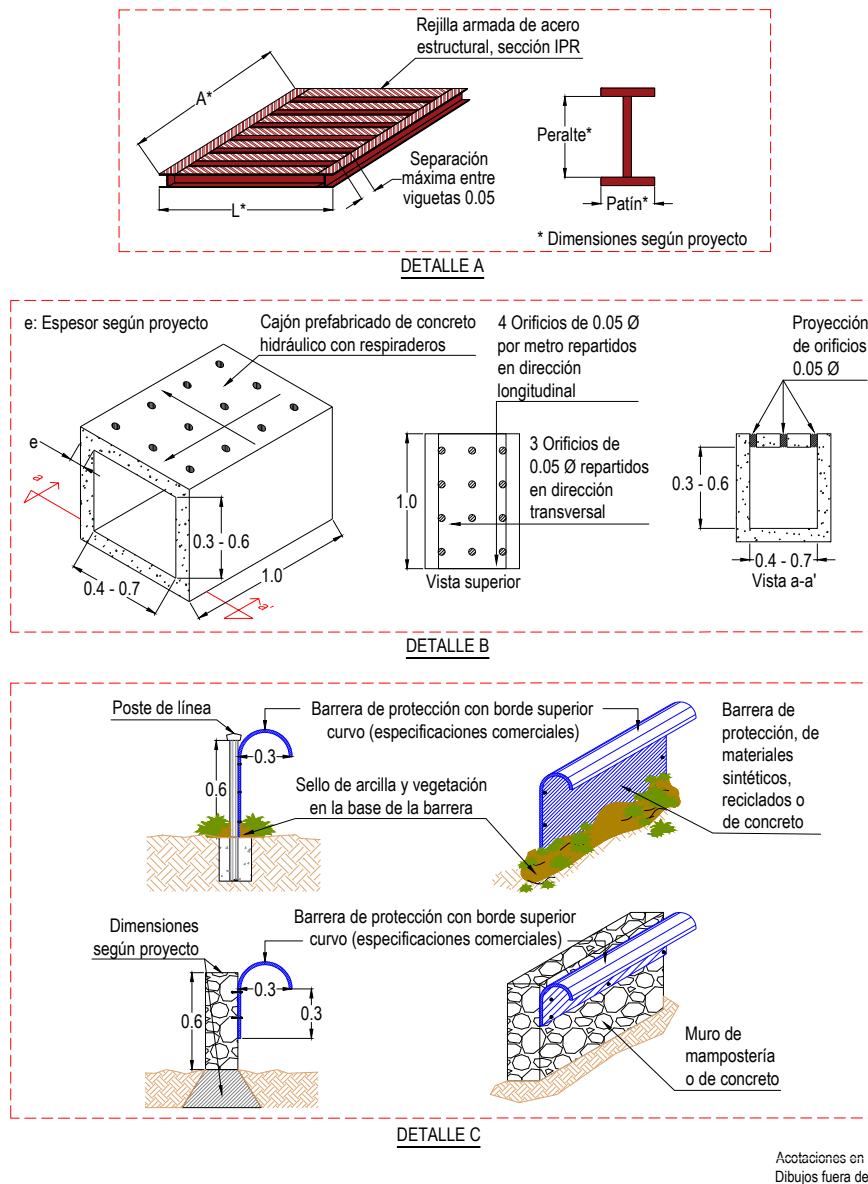 Rejilla armada de acero
estructural, sección IPR
A*
Peralte*
Separación
máxima entre
viguetas 0.05
L*
Patín*
* Dimensiones según proyecto
DETALLE A
e: Espesor según proyecto
Cajón prefabricado de concreto
hidráulico con respiraderos
4 Orificios de 0.05 Ø
por metro repartidos
en dirección
longitudinal
Proyección
de orificios
0.05 Ø
e
a
3 Orificios de
0.05 Ø repartidos
en dirección
transversal
1.0
0.3 - 0.6
0.3 - 0.6
1.0
0.4 - 0.7
a'
Vista superior
0.4 - 0.7
Vista a-a'
DETALLE B
Poste de línea
Barrera de protección con borde superior
curvo (especificaciones comerciales)
Barrera de
protección, de
materiales
sintéticos,
reciclados o
de concreto
0.3
0.6
Sello de arcilla y vegetación
en la base de la barrera
Dimensiones
según proyecto
Barrera de protección con borde superior
curvo (especificaciones comerciales)
0.3
0.6
0.3
Muro de
mampostería
o de concreto
DETALLE C
Acotaciones en
Dibujos fuera de